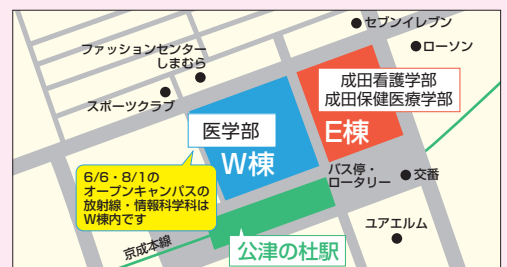 セブンイレブン
ローソン
ファッションセンター
しまむら
スポーツクラブ
成田看護学部
成田保健医療学部
E棟
医学部
W棟
6/6・8/1の
オープンキャンパスの
放射線・情報科学科は
W棟内です
バス停・
ロータリー
交番
ユアエルム
京成本線
公津の杜駅